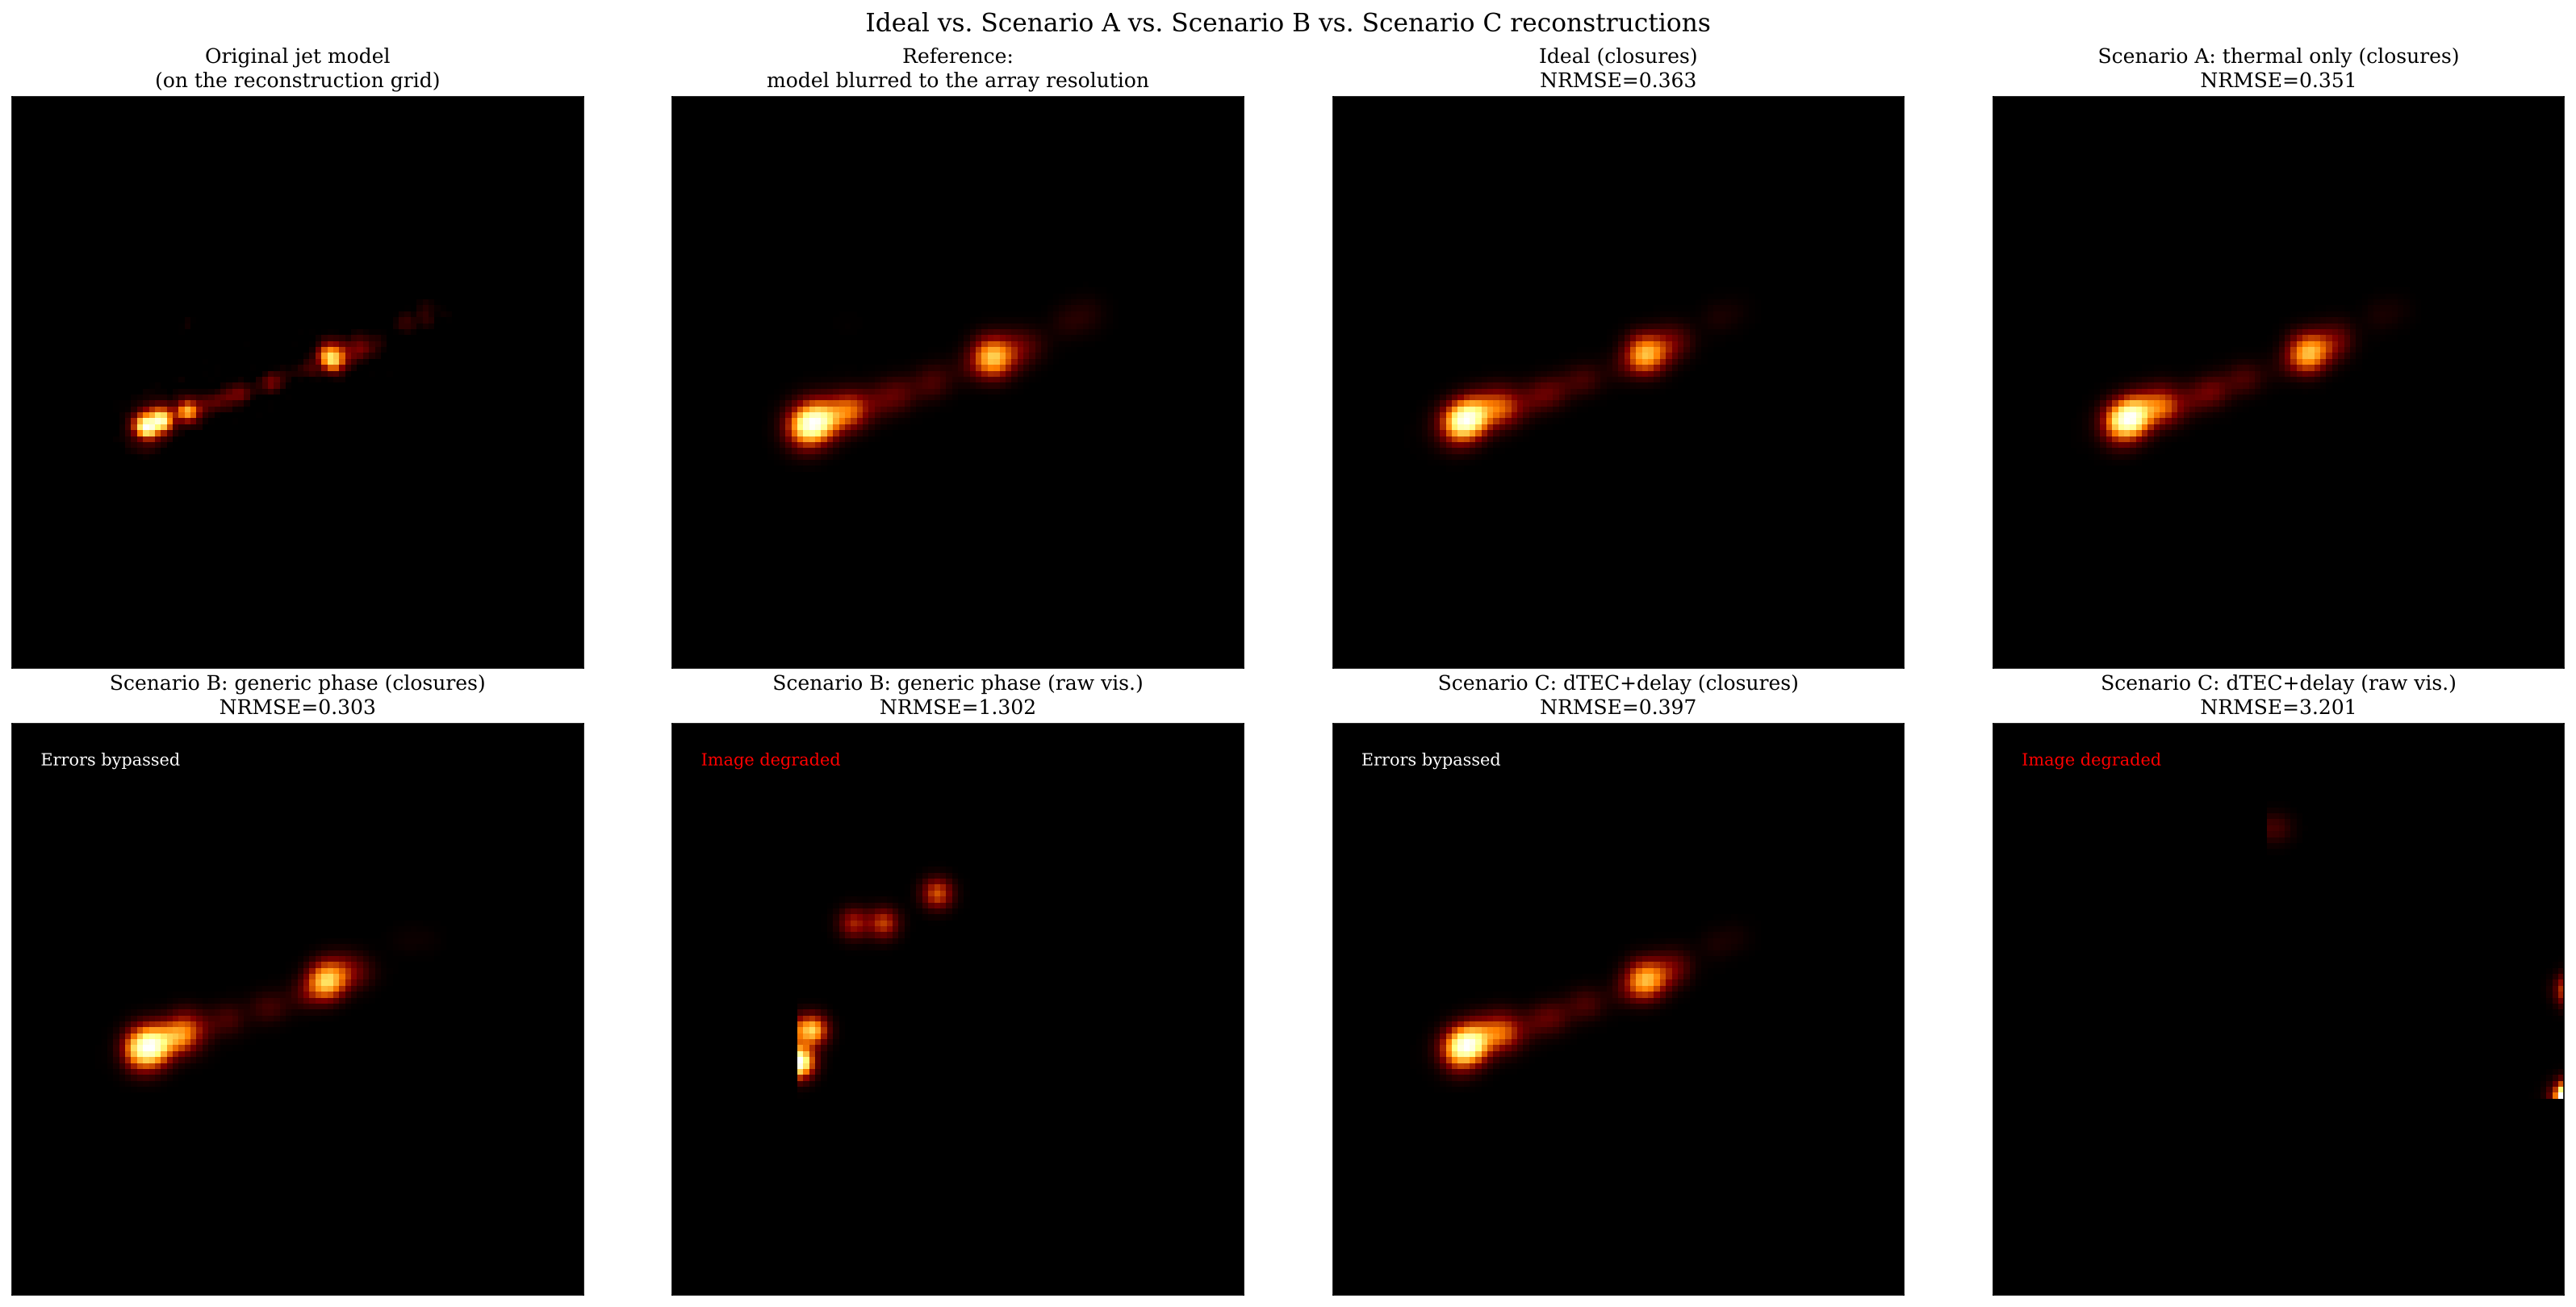 Ideal vs. Scenario A vs. Scenario B vs. Scenario C reconstructions
Original jet model
(on the reconstruction grid)
Reference:
model blurred to the array resolution
Ideal (closures)
NRMSE=0.363
Scenario A: thermal only (closures)
NRMSE=0.351
Scenario B: generic phase (closures)
NRMSE=0.303
Errors bypassed
Scenario B: generic phase (raw vis.)
NRMSE=1.302
Image degraded
Scenario C: dTEC+delay (closures)
NRMSE=0.397
Errors bypassed
Scenario C: dTEC+delay (raw vis.)
NRMSE=3.201
Image degraded